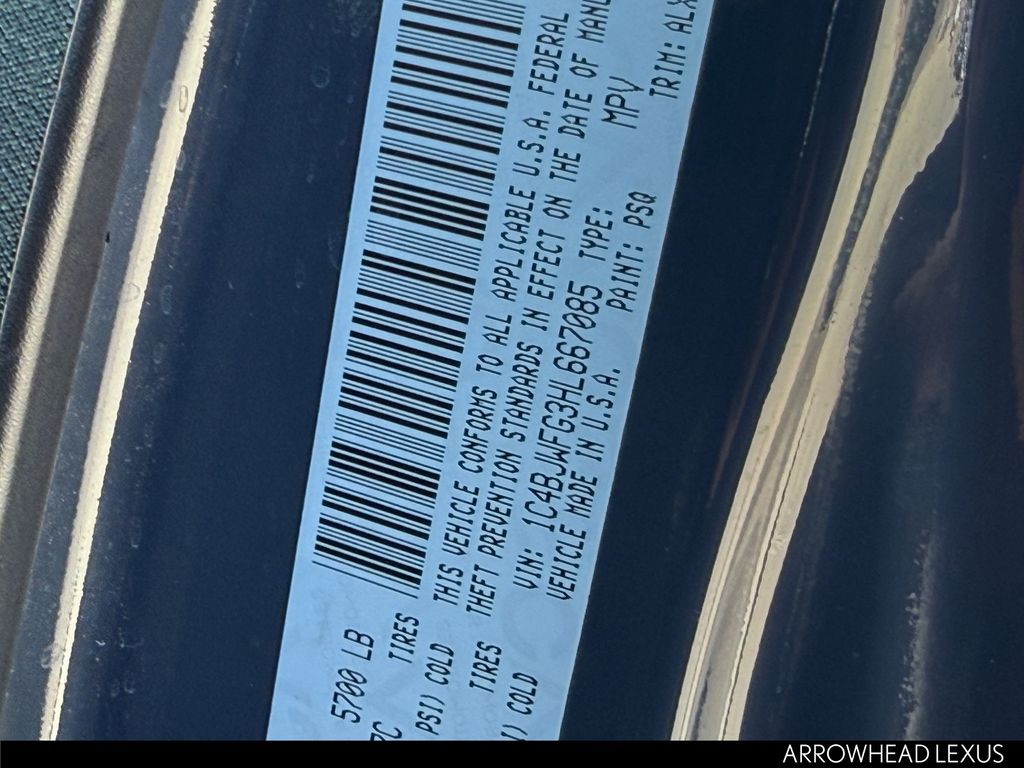 5700 LB
TIRES
PSI) COLD
THIS VEHICLE CONFORMS TO ALL APPLICABLE U.S.A. FEDERAL
TIRES
THEFT PREVENTION STANDARDS IN EFFECT ON THE DATE OF
COLD
VIN: 1C4BJWFG3HL667085 TYPE: MPV
VEHICLE MADE IN U.S.A. PAINT: PSQ TRIM:
ARROWHEAD LEXUS